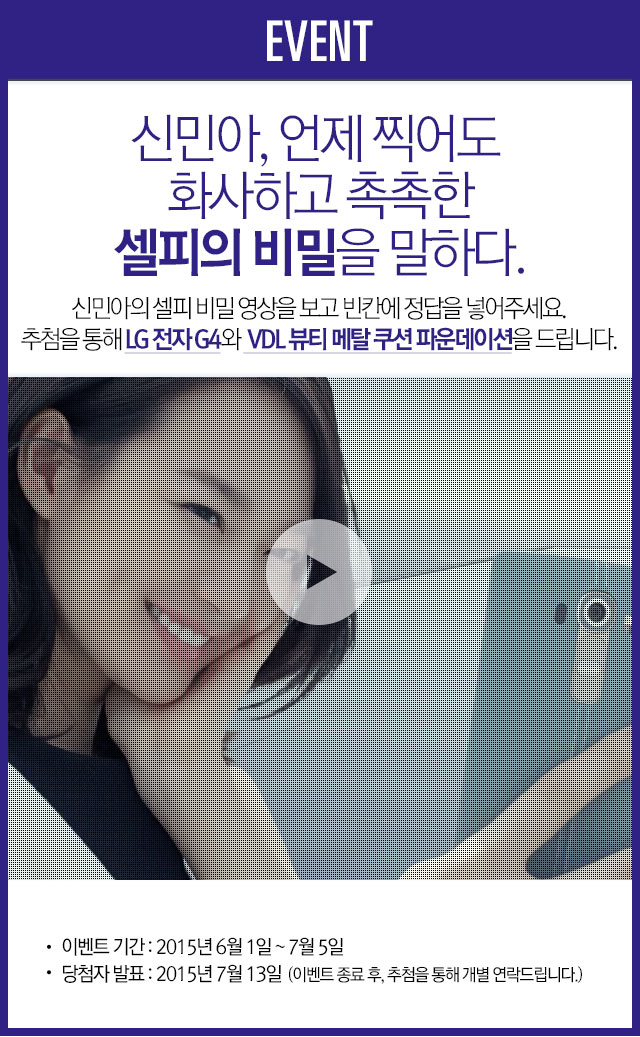 EVENT
신민아, 언제 찍어도
화사하고 촉촉한
셀피의 비밀을 말하다.
신민아의 셀피 비밀 영상을 보고 빈칸에 정답을 넣어주세요.
추첨을 통해 LG 전자 G4와 VDL 뷰티 메탈 쿠션 파운데이션을 드립니다.
• 이벤트 기간 : 2015년 6월 1일 ~ 7월 5일
• 당첨자 발표 : 2015년 7월 13일 (이벤트 종료 후, 추첨을 통해 개별 연락드립니다.)